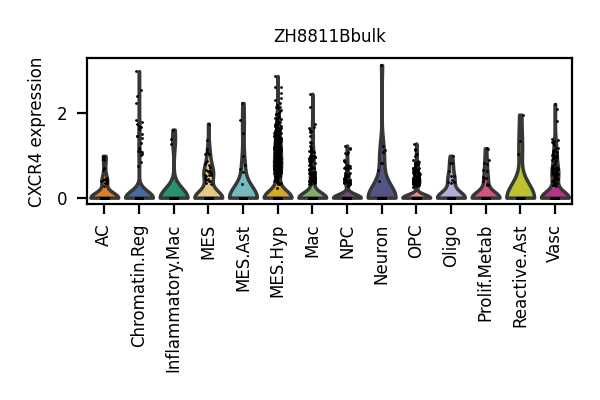 ZH8811Bbulk
CXCR4 expression
2
0
AC
Chromatin.Reg
Inflammatory.Mac
MES
MES.Ast
MES.Hyp
Mac
NPC
Neuron
OPC
Oligo
Prolif.Metab
Reactive.Ast
Vasc